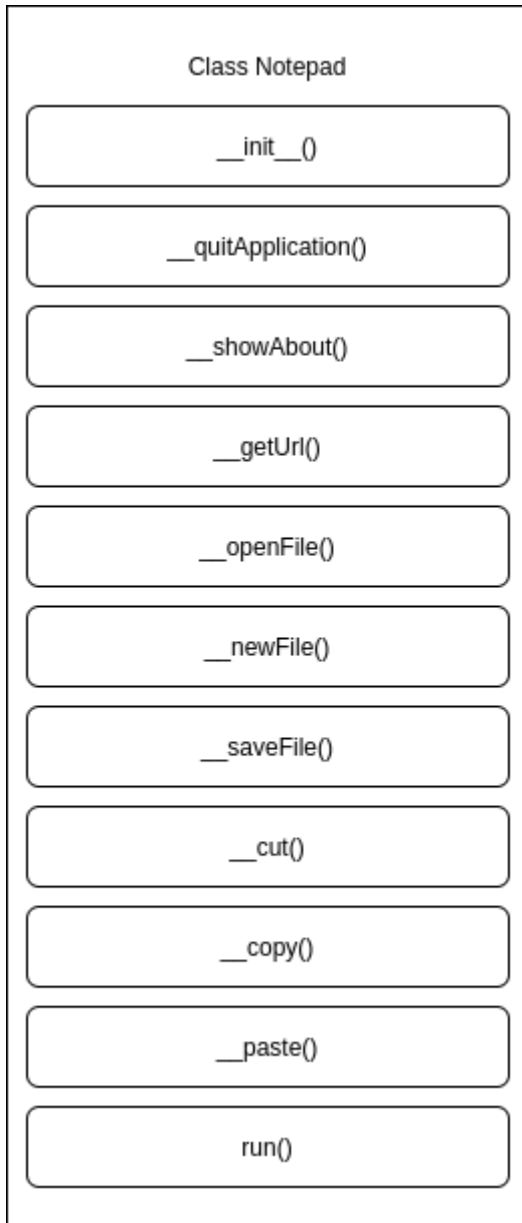 Class Notepad
__init__()
__quitApplication()
__showAbout()
__getUrl()
__openFile()
__newFile()
__saveFile()
__cut()
__copy()
__paste()
run()